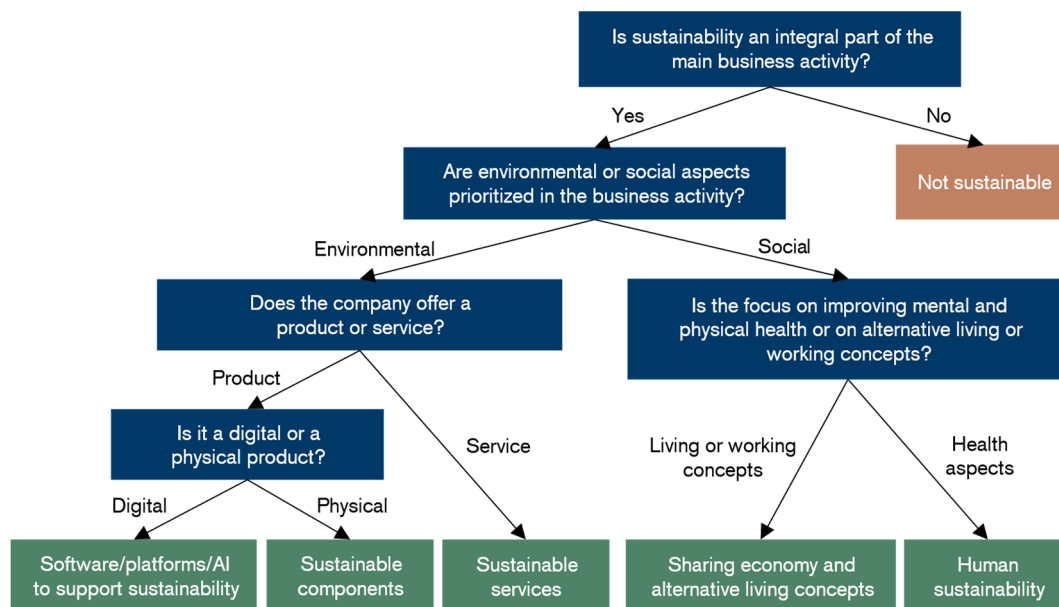 Is sustainability an integral part of the
main business activity?
Yes
No
Are environmental or social aspects
prioritized in the business activity?
Not sustainable
Environmental
Social
Does the company offer a
product or service?
Is the focus on improving mental and
physical health or on alternative living or
working concepts?
Product
Service
Is it a digital or a
physical product?
Living or working
concepts
Health
aspects
Digital
Physical
Software/platforms/AI
to support sustainability
Sustainable
components
Sustainable
services
Sharing economy and
alternative living concepts
Human
sustainability